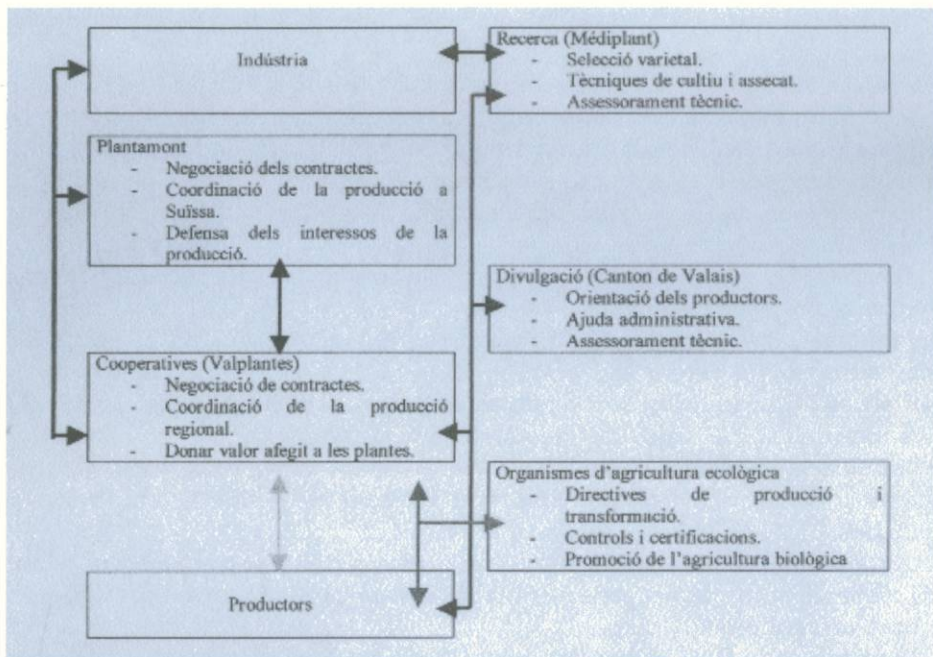 Indústria
Plantamont
- Negociació dels contractes.
- Coordinació de la producció a
Suïssa.
- Defensa dels interessos de la
producció.
Cooperatives (Valplantes)
- Negociació de contractes.
- Coordinació de la producció
regional.
- Donar valor afegit a les plantes.
Productors
Recerca (Médiplant)
- Selecció varietal.
- Tècniques de cultiu i assecat.
- Assessorament tècnic.
Divulgació (Canton de Valais)
- Orientació dels productors.
- Ajuda administrativa.
- Assessorament tècnic.
Organismes d'agricultura ecològica
- Directives de producció i
transformació.
- Controls i certificacions.
- Promoció de l'agricultura biològica